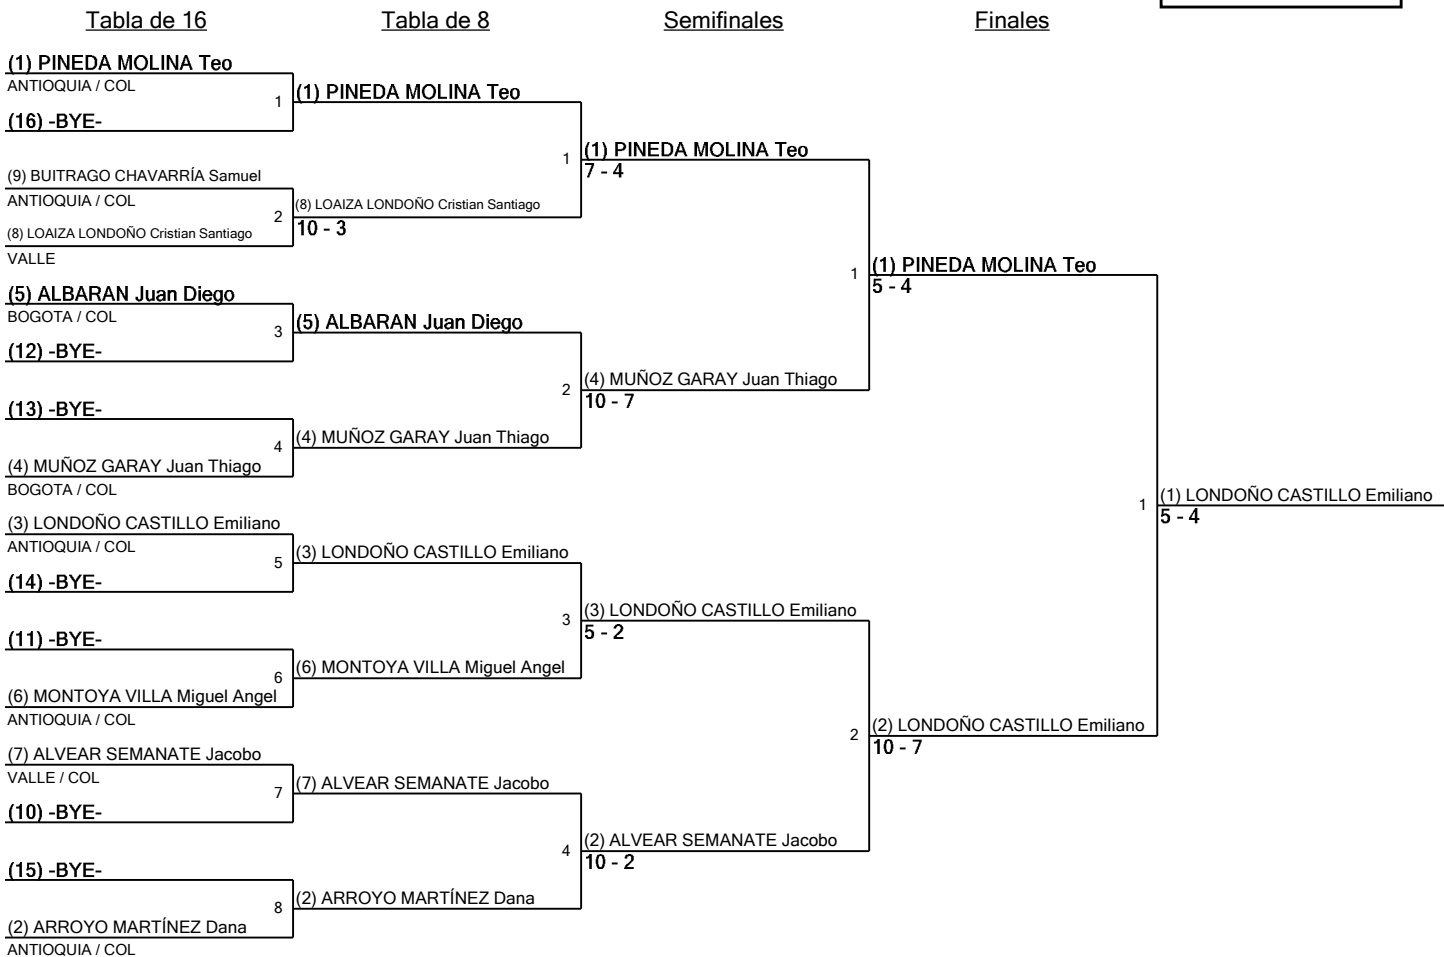 Tabla de 16
Tabla de 8
Semifinales
Finales
(1) PINEDA MOLINA Teo
ANTIOQUIA / COL
1
(16) -BYE-
(9) BUITRAGO CHAVARRÍA Samuel
ANTIOQUIA / COL
2
(8) LOAIZA LONDOÑO Cristian Santiago
VALLE
(5) ALBARAN Juan Diego
BOGOTA / COL
3
(12) -BYE-
(13) -BYE-
4
(4) MUÑOZ GARAY Juan Thiago
BOGOTA / COL
(3) LONDOÑO CASTILLO Emiliano
ANTIOQUIA / COL
5
(14) -BYE-
(11) -BYE-
6
(6) MONTOYA VILLA Miguel Angel
ANTIOQUIA / COL
(7) ALVEAR SEMANATE Jacobo
VALLE / COL
7
(10) -BYE-
(15) -BYE-
8
(2) ARROYO MARTÍNEZ Dana
ANTIOQUIA / COL
(1) PINEDA MOLINA Teo
1
(8) LOAIZA LONDOÑO Cristian Santiago
10 - 3
(5) ALBARAN Juan Diego
2
(4) MUÑOZ GARAY Juan Thiago
(3) LONDOÑO CASTILLO Emiliano
3
(6) MONTOYA VILLA Miguel Angel
(7) ALVEAR SEMANATE Jacobo
4
(2) ARROYO MARTÍNEZ Dana
(1) PINEDA MOLINA Teo
7 - 4
1
(4) MUÑOZ GARAY Juan Thiago
10 - 7
(3) LONDOÑO CASTILLO Emiliano
5 - 2
2
(2) ALVEAR SEMANATE Jacobo
10 - 2
(1) PINEDA MOLINA Teo
5 - 4
1
(2) LONDOÑO CASTILLO Emiliano
10 - 7
(1) LONDOÑO CASTILLO Emiliano
5 - 4